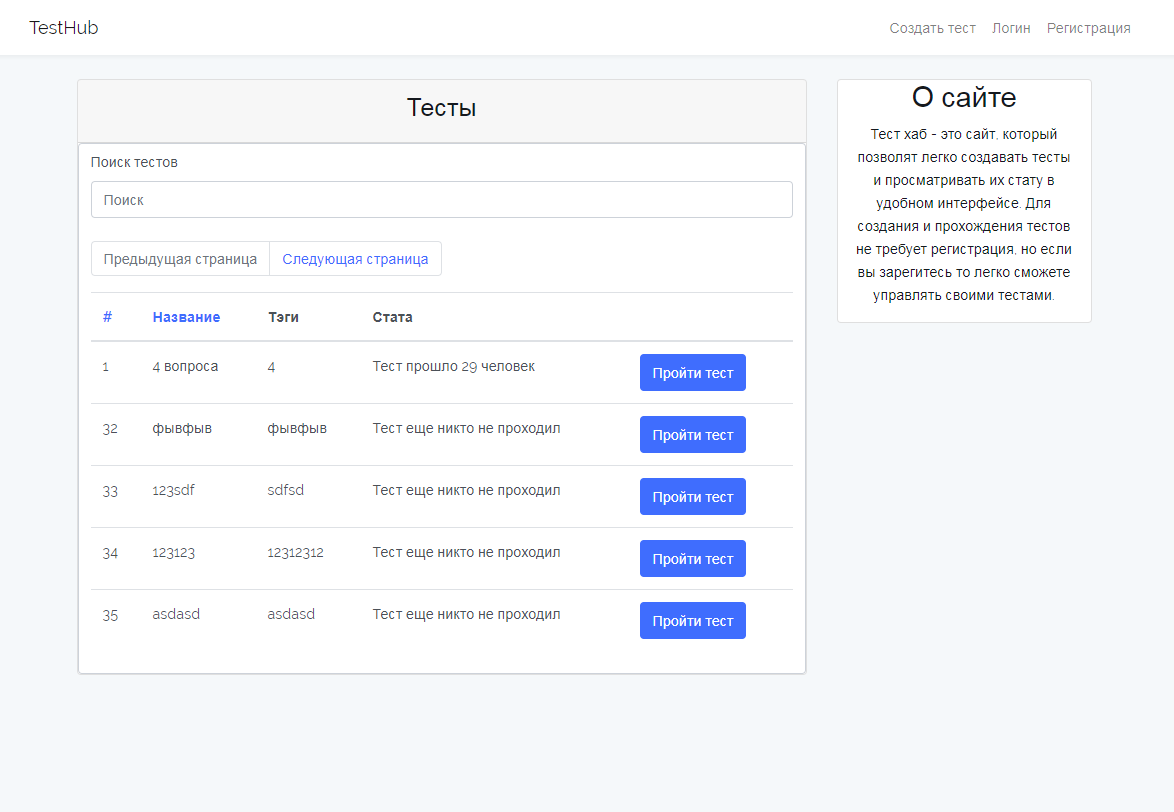 TestHub
Создать тест Логин Регистрация
Тесты
Поиск тестов
Поиск
Предыдущая страница Следующая страница
# Название Тэги Стата
1 4 вопроса 4 Тест прошло 29 человек Пройти тест
32 фывфыв фывфыв Тест еще никто не проходил Пройти тест
33 123sdf sdfsd Тест еще никто не проходил Пройти тест
34 123123 12312312 Тест еще никто не проходил Пройти тест
35 asdasd asdasd Тест еще никто не проходил Пройти тест
О сайте
Тест хаб - это сайт, который
позволят легко создавать тесты
и просматривать их стату в
удобном интерфейсе. Для
создания и прохождения тестов
не требует регистрация, но если
вы зарегитесь то легко сможете
управлять своими тестами.